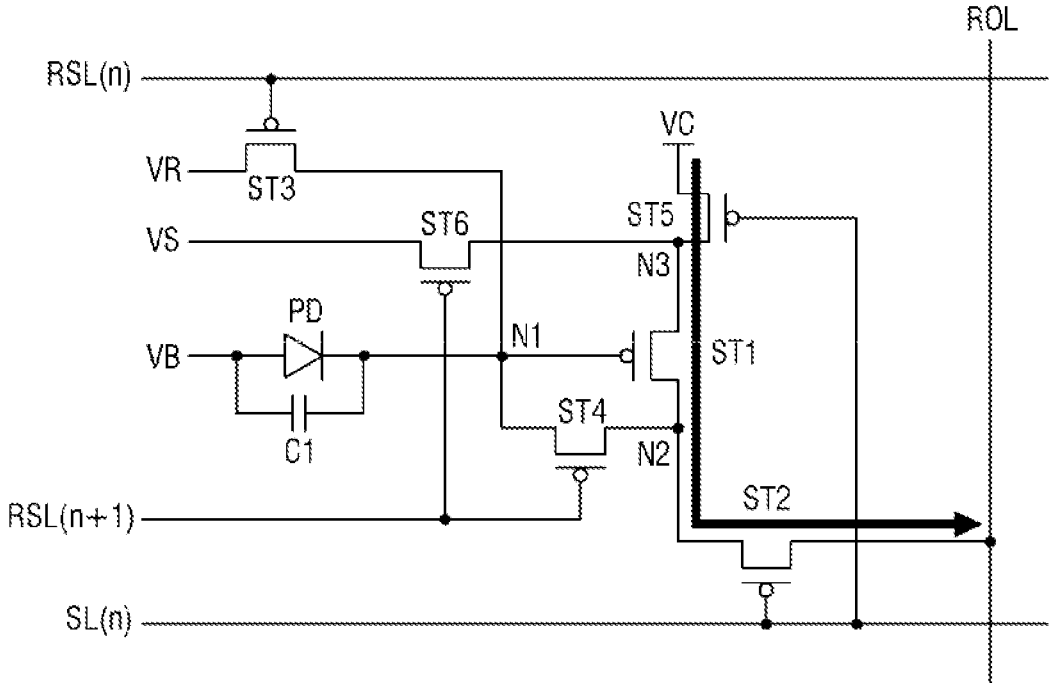 ROL
RSL(n)
VC
VR
ST3
ST5
ST6
VS
N3
PD
N1
VB
ST1
ST4
C1
N2
ST2
RSL(n+1)
SL(n)